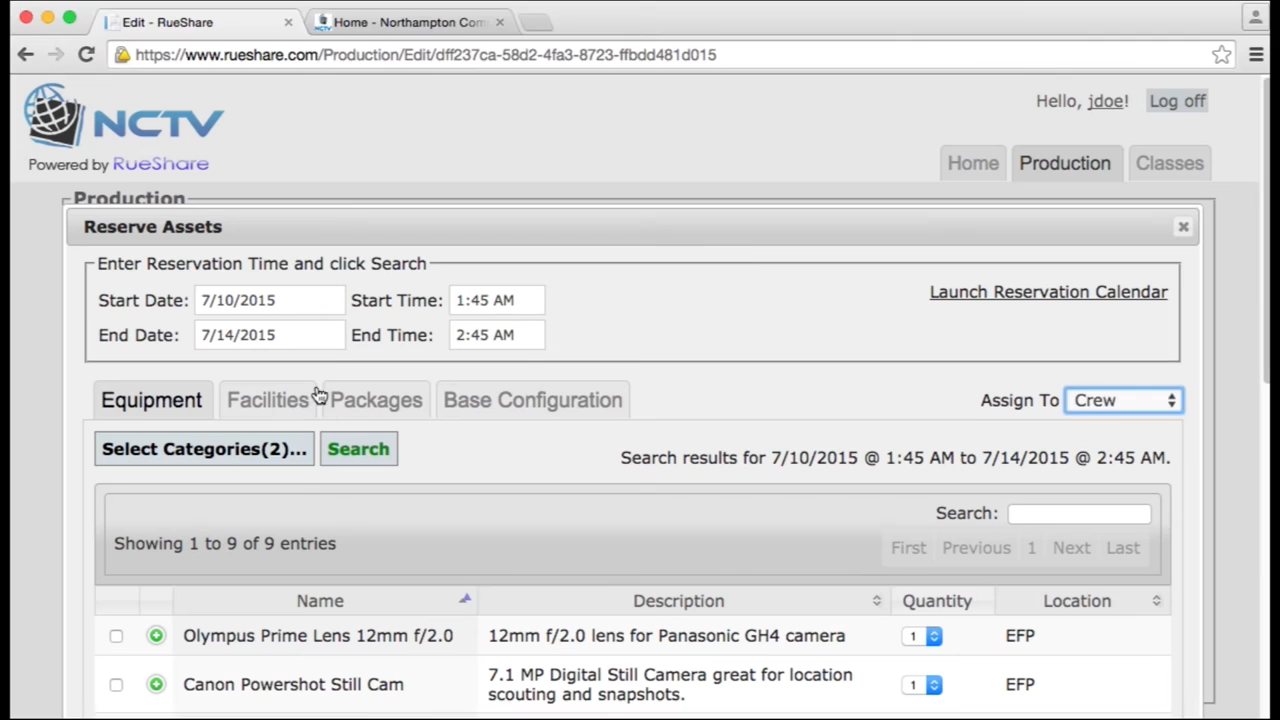 Edit - RueShare
Home - Northampton Com
https://www.rueshare.com/Production/Edit/dff237ca-58d2-4fa3-8723-ffbdd481d015
NCTV
Powered by RueShare
Hello, jdoe! Log off
Home Production Classes
Production
Reserve Assets
Enter Reservation Time and click Search
Start Date: 7/10/2015 Start Time: 1:45 AM
Launch Reservation Calendar
End Date: 7/14/2015 End Time: 2:45 AM
Equipment Facilities Packages Base Configuration Assign To Crew
Select Categories(2)... Search
Search results for 7/10/2015 @ 1:45 AM to 7/14/2015 @ 2:45 AM.
Search:
Showing 1 to 9 of 9 entries
First Previous 1 Next Last
Name Description Quantity Location
Olympus Prime Lens 12mm f/2.0 12mm f/2.0 lens for Panasonic GH4 camera 1 EFP
Canon Powershot Still Cam 7.1 MP Digital Still Camera great for location scouting and snapshots. 1 EFP